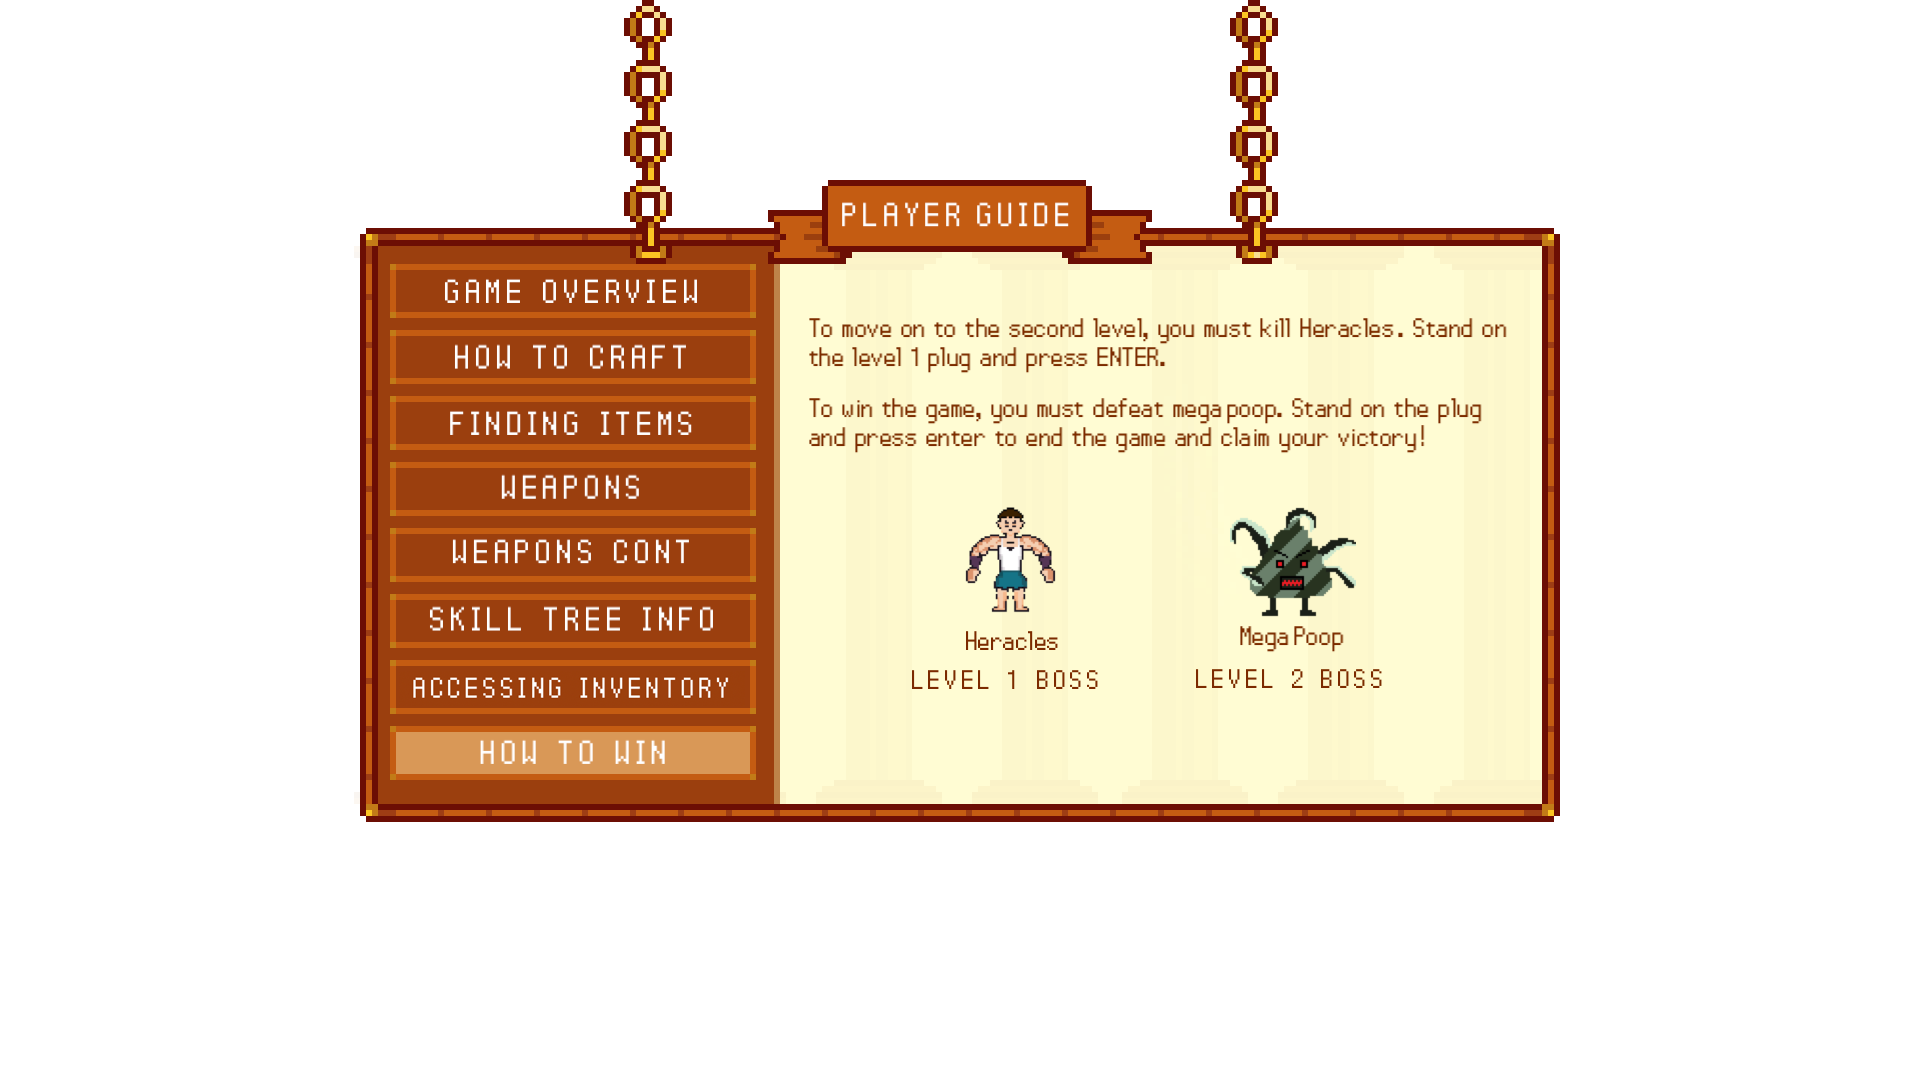 PLAYER GUIDE
GAME OVERVIEW
HOW TO CRAFT
FINDING ITEMS
WEAPONS
WEAPONS CONT
SKILL TREE INFO
ACCESSING INVENTORY
HOW TO WIN
To move on to the second level, you must kill Heracles. Stand on
the level 1 plug and press ENTER.
To win the game, you must defeat mega poop. Stand on the plug
and press enter to end the game and claim your victory!
Heracles
LEVEL 1 BOSS
Mega Poop
LEVEL 2 BOSS